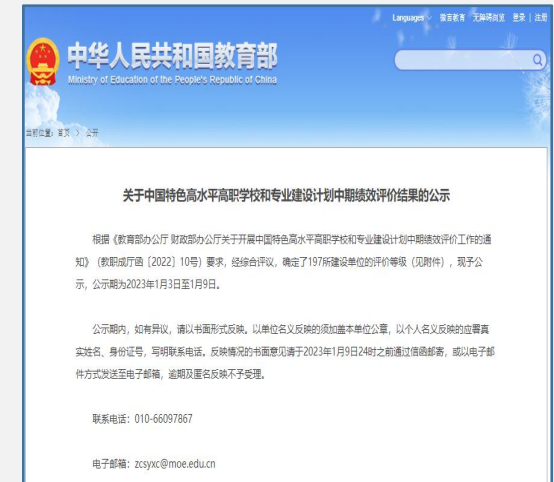 Languages 微言教育 无障碍浏览 登录 | 注册
中华人民共和国教育部
Ministry of Education of the People's Republic of China
当前位置：首页 > 公开
关于中国特色高水平高职学校和专业建设计划中期绩效评价结果的公示
根据《教育部办公厅 财政部办公厅关于开展中国特色高水平高职学校和专业建设计划中期绩效评价工作的通
知》（教职成厅函〔2022〕10号）要求，经综合评议，确定了197所建设单位的评价等级（见附件），现予公
示，公示期为2023年1月3日至1月9日。
公示期内，如有异议，请以书面形式反映。以单位名义反映的须加盖本单位公章，以个人名义反映的应署真
实姓名、身份证号，写明联系电话。反映情况的书面意见请于2023年1月9日24时之前通过信函邮寄，或以电子邮
件方式发送至电子邮箱，逾期及匿名反映不予受理。
联系电话：010-66097867
电子邮箱：zcsyxc@moe.edu.cn